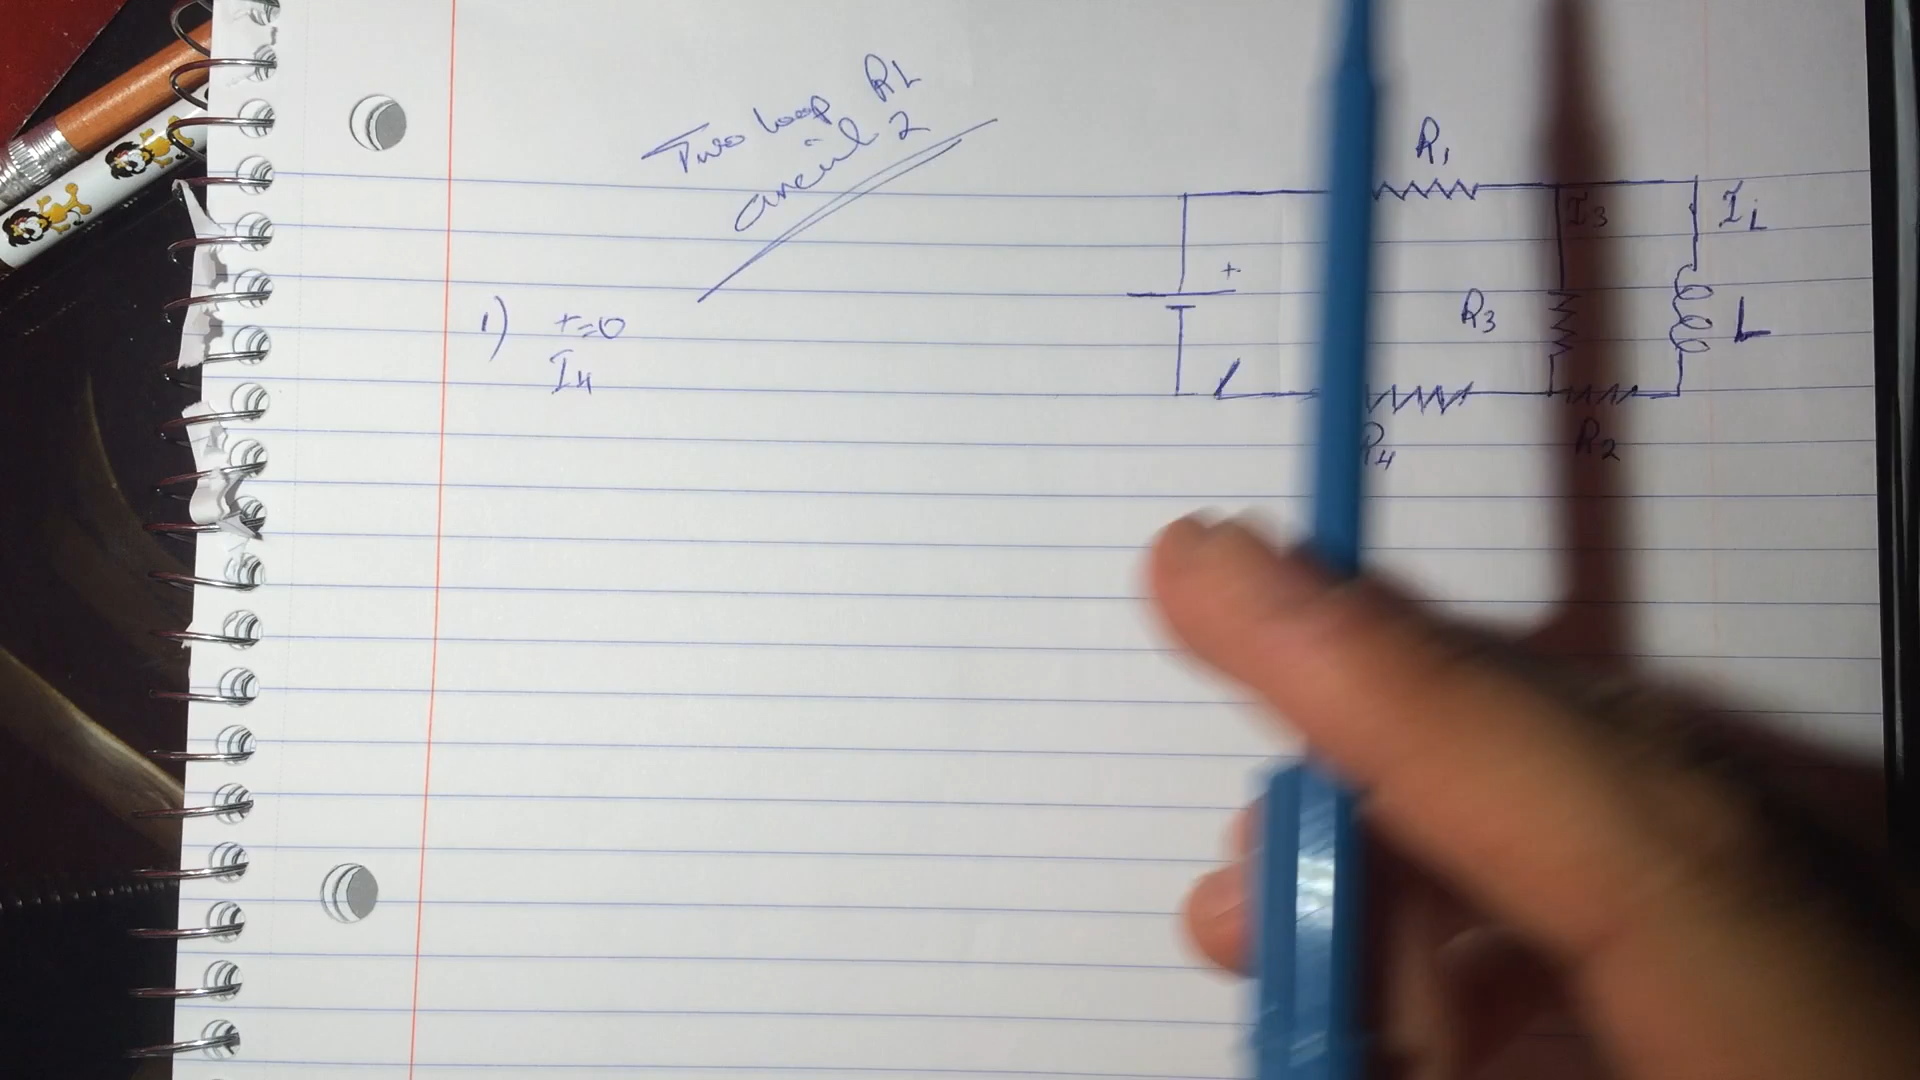 Two loop RL
circuit 2
1) t=0
I4
R1
I3
IL
+
R3
L
R4
R2